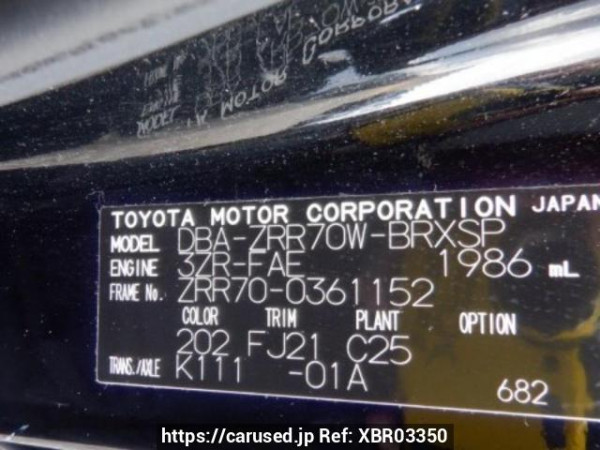 TOYOTA MOTOR CORPORATION JAPAN
MODEL DBA-ZRR70W-BRXSP
ENGINE 3ZR-FAE 1986 mL
FRAME No. ZRR70-0361152
COLOR TRIM PLANT OPTION
202 FJ21 C25
TRANS./AXLE K111 -01A
682
https://carused.jp Ref: XBR03350